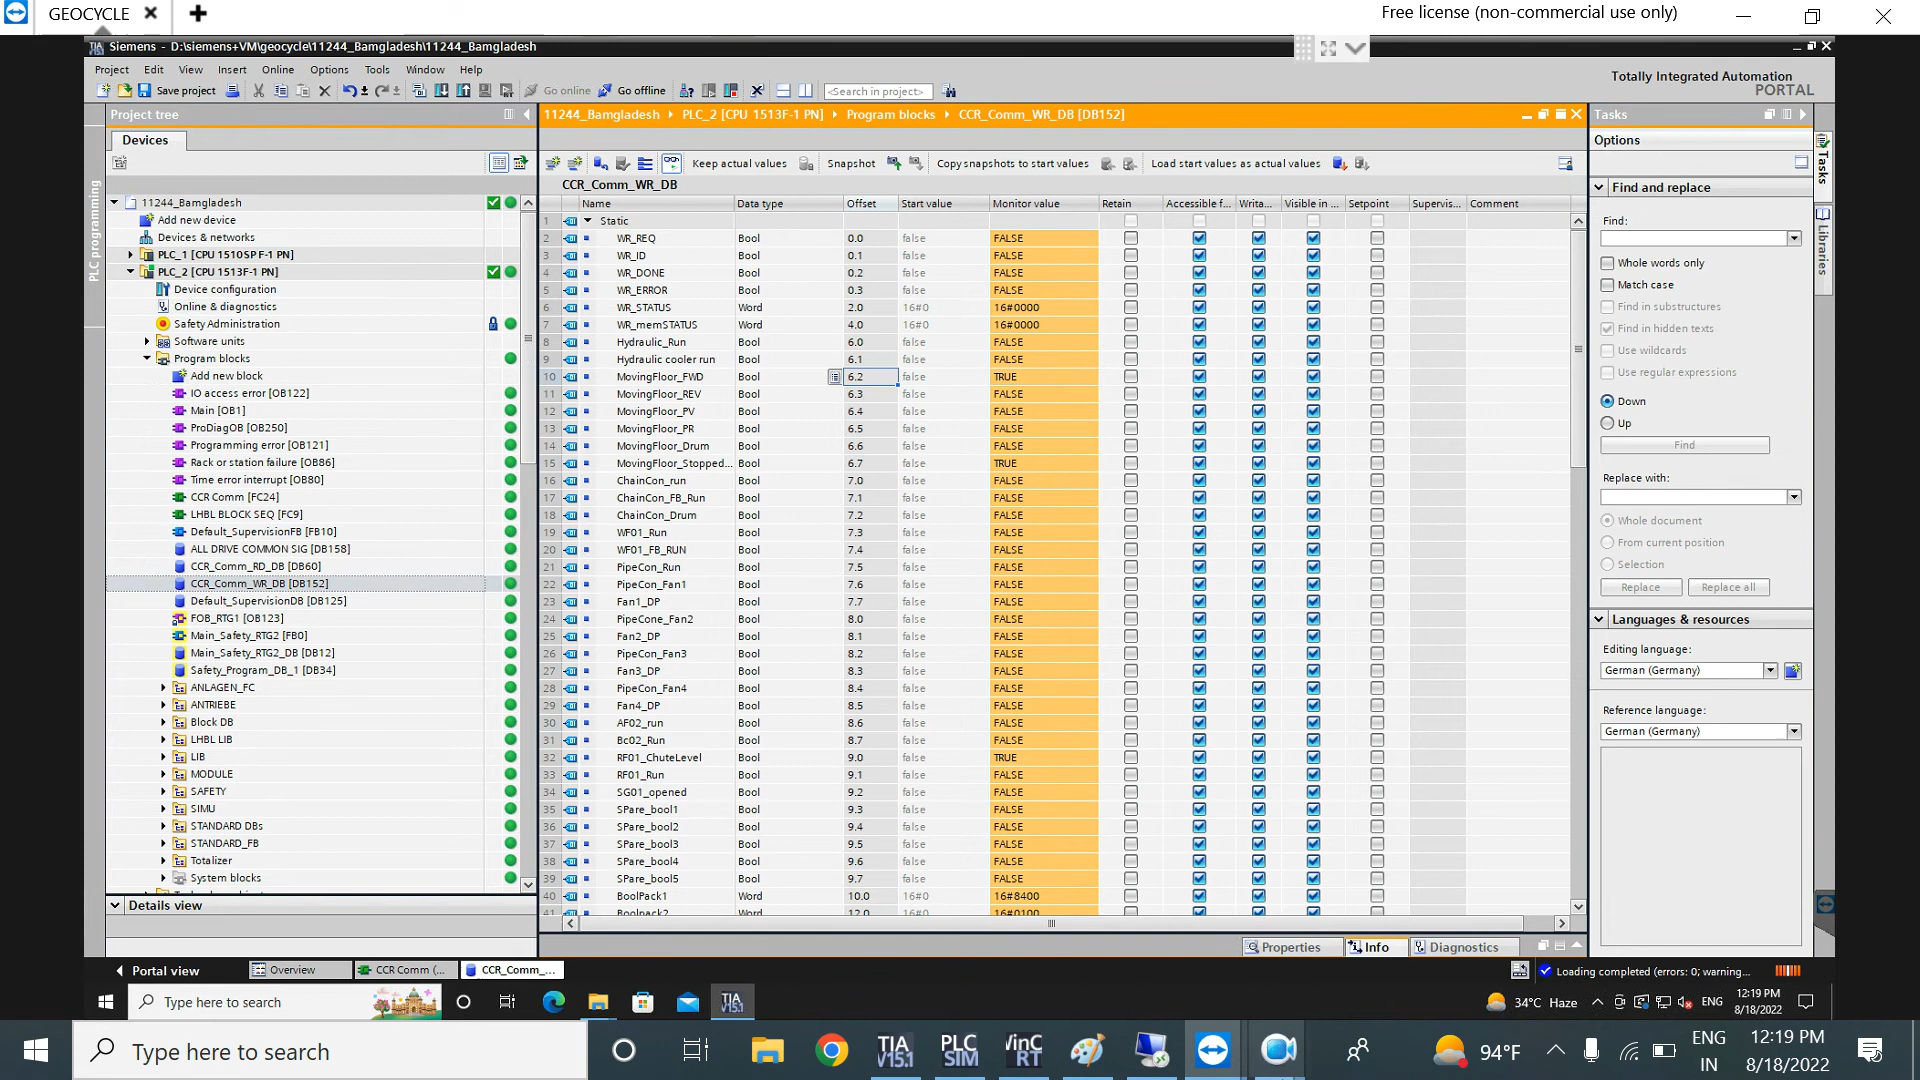 GEOCYCLE
Free license (non-commercial use only)
Siemens - D:\siemens+VM\geocycle\11244_Bamgladesh\11244_Bamgladesh
Project Edit View Insert Online Options Tools Window Help
Totally Integrated Automation
PORTAL
Save project Go online Go offline <Search in project>
Project tree
11244_Bamgladesh PLC_2 [CPU 1513F-1 PN] Program blocks CCR_Comm_WR_DB [DB152]
Tasks
Devices
Options
Keep actual values Snapshot Copy snapshots to start values Load start values as actual values
CCR_Comm_WR_DB
PLC programming
Tasks
Libraries
11244_Bamgladesh
Add new device
Devices & networks
PLC_1 [CPU 1510SP F-1 PN]
PLC_2 [CPU 1513F-1 PN]
Device configuration
Online & diagnostics
Safety Administration
Software units
Program blocks
Add new block
IO access error [OB122]
Main [OB1]
ProDiagOB [OB250]
Programming error [OB121]
Rack or station failure [OB86]
Time error interrupt [OB80]
CCR Comm [FC24]
LHBL BLOCK SEQ [FC9]
Default_SupervisionFB [FB10]
ALL DRIVE COMMON SIG [DB158]
CCR_Comm_RD_DB [DB60]
CCR_Comm_WR_DB [DB152]
Default_SupervisionDB [DB125]
FOB_RTG1 [OB123]
Main_Safety_RTG2 [FB0]
Main_Safety_RTG2_DB [DB12]
Safety_Program_DB_1 [DB34]
ANLAGEN_FC
ANTRIEBE
Block DB
LHBL LIB
LIB
MODULE
SAFETY
SIMU
STANDARD DBs
STANDARD_FB
Totalizer
System blocks
Details view
Name Data type Offset Start value Monitor value Retain Accessible f... Writa... Visible in ... Setpoint Supervis... Comment
1 Static
2 WR_REQ Bool 0.0 false FALSE
3 WR_ID Bool 0.1 false FALSE
4 WR_DONE Bool 0.2 false FALSE
5 WR_ERROR Bool 0.3 false FALSE
6 WR_STATUS Word 2.0 16#0 16#0000
7 WR_memSTATUS Word 4.0 16#0 16#0000
8 Hydraulic_Run Bool 6.0 false FALSE
9 Hydraulic cooler run Bool 6.1 false FALSE
10 MovingFloor_FWD Bool 6.2 false TRUE
11 MovingFloor_REV Bool 6.3 false FALSE
12 MovingFloor_PV Bool 6.4 false FALSE
13 MovingFloor_PR Bool 6.5 false FALSE
14 MovingFloor_Drum Bool 6.6 false FALSE
15 MovingFloor_Stopped... Bool 6.7 false TRUE
16 ChainCon_run Bool 7.0 false FALSE
17 ChainCon_FB_Run Bool 7.1 false FALSE
18 ChainCon_Drum Bool 7.2 false FALSE
19 WF01_Run Bool 7.3 false FALSE
20 WF01_FB_RUN Bool 7.4 false FALSE
21 PipeCon_Run Bool 7.5 false FALSE
22 PipeCon_Fan1 Bool 7.6 false FALSE
23 Fan1_DP Bool 7.7 false FALSE
24 PipeCone_Fan2 Bool 8.0 false FALSE
25 Fan2_DP Bool 8.1 false FALSE
26 PipeCon_Fan3 Bool 8.2 false FALSE
27 Fan3_DP Bool 8.3 false FALSE
28 PipeCon_Fan4 Bool 8.4 false FALSE
29 Fan4_DP Bool 8.5 false FALSE
30 AF02_run Bool 8.6 false FALSE
31 Bc02_Run Bool 8.7 false FALSE
32 RF01_ChuteLevel Bool 9.0 false TRUE
33 RF01_Run Bool 9.1 false FALSE
34 SG01_opened Bool 9.2 false FALSE
35 SPare_bool1 Bool 9.3 false FALSE
36 SPare_bool2 Bool 9.4 false FALSE
37 SPare_bool3 Bool 9.5 false FALSE
38 SPare_bool4 Bool 9.6 false FALSE
39 SPare_bool5 Bool 9.7 false FALSE
40 BoolPack1 Word 10.0 16#0 16#8400
41 Boolpack2 Word 12.0 16#0 16#0100
Find and replace
Find:
Whole words only
Match case
Find in substructures
Find in hidden texts
Use wildcards
Use regular expressions
Down
Up
Find
Replace with:
Whole document
From current position
Selection
Replace Replace all
Languages & resources
Editing language:
German (Germany)
Reference language:
German (Germany)
Properties Info Diagnostics
Portal view Overview CCR Comm (... CCR_Comm_...
Loading completed (errors: 0; warning...
Type here to search
TIA V15.1
34°C Haze ENG 12:19 PM
8/18/2022
Type here to search
TIA V15.1 PLC SIM WinC RT
94°F ENG IN 12:19 PM
8/18/2022